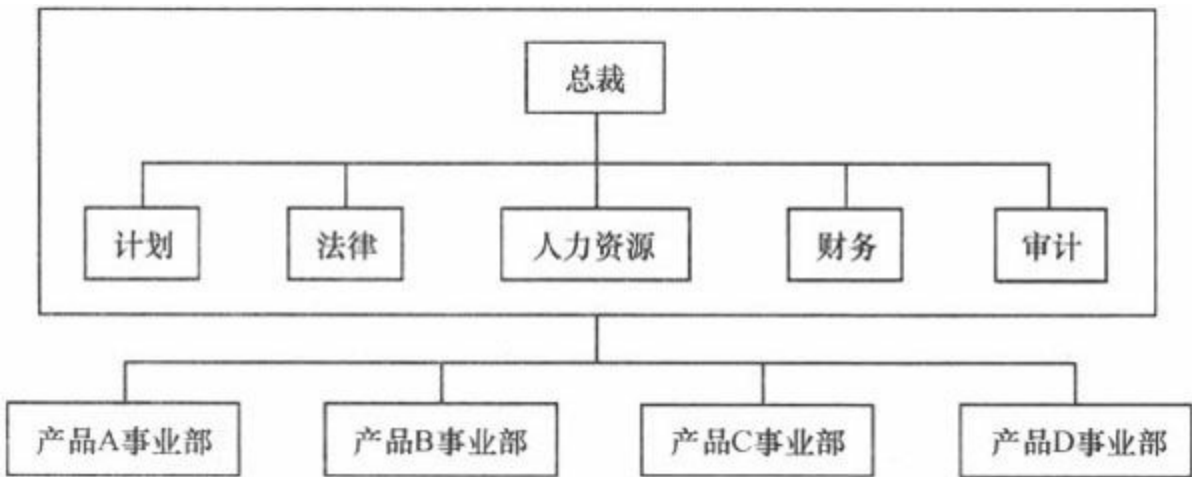 总裁
计划
法律
人力资源
财务
审计
产品A事业部
产品B事业部
产品C事业部
产品D事业部